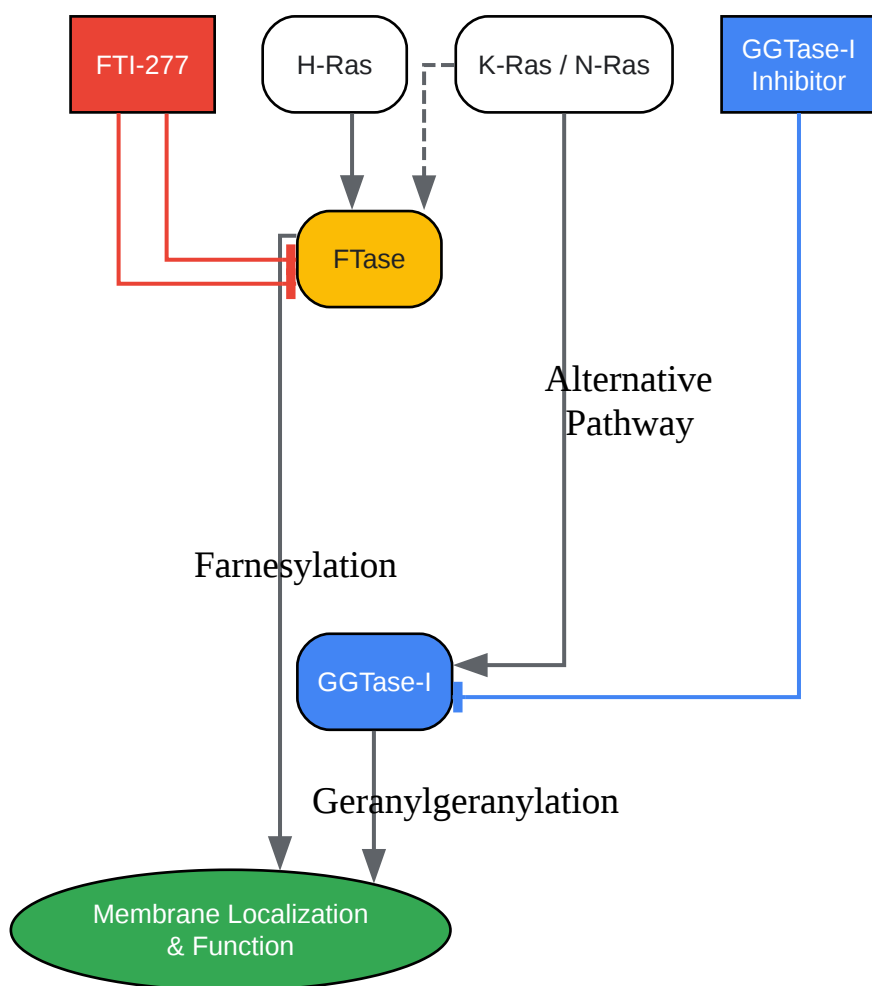 FTI-277
H-Ras
K-Ras / N-Ras
GGTase-I
Inhibitor
FTase
Alternative
Pathway
Farnesylation
GGTase-I
Geranylgeranylation
Membrane Localization
& Function